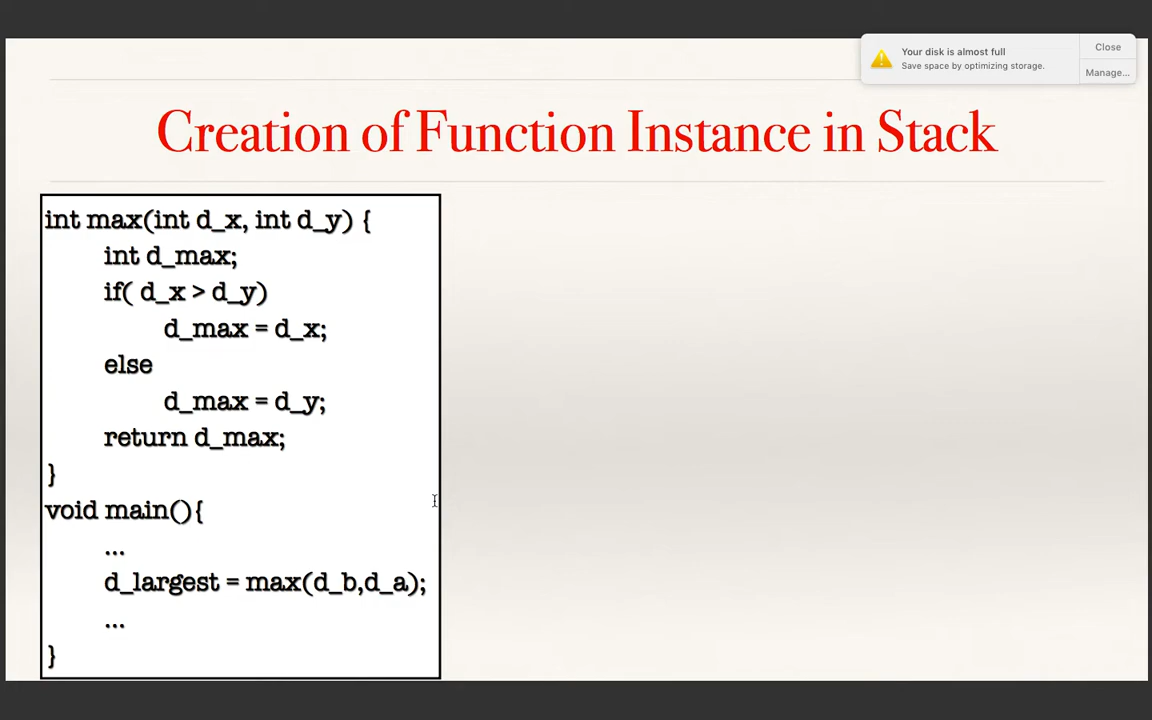 Your disk is almost full
Save space by optimizing storage.
Close
Manage...
Creation of Function Instance in Stack
int max(int d_x, int d_y) {
int d_max;
if( d_x > d_y)
d_max = d_x;
else
d_max = d_y;
return d_max;
}
void main(){
...
d_largest = max(d_b,d_a);
...
}